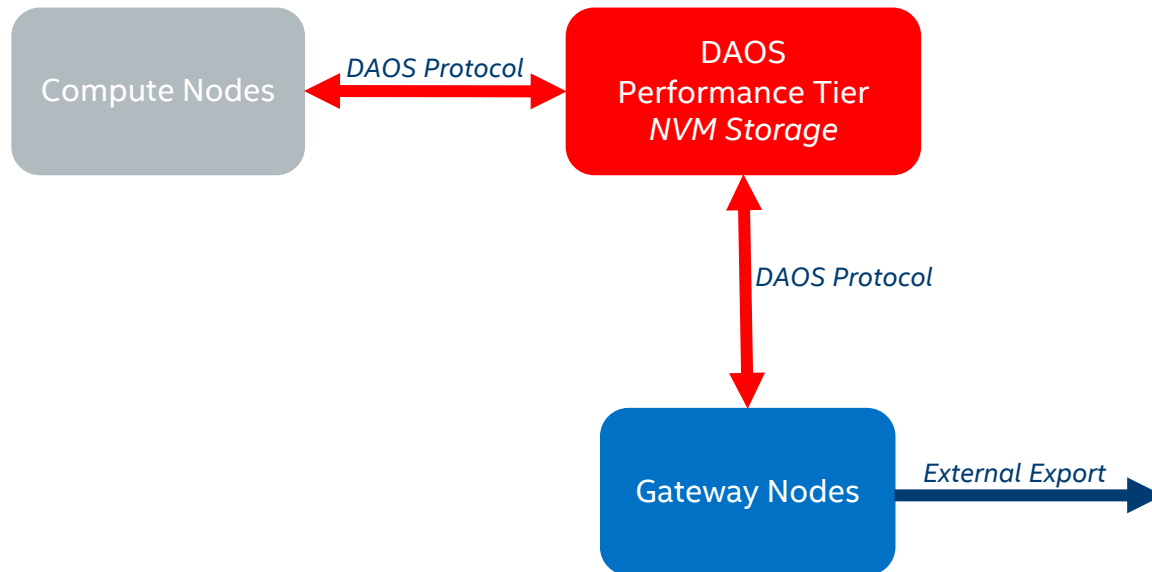 Compute Nodes
DAOS Protocol
DAOS
Performance Tier
NVM Storage
DAOS Protocol
Gateway Nodes
External Export